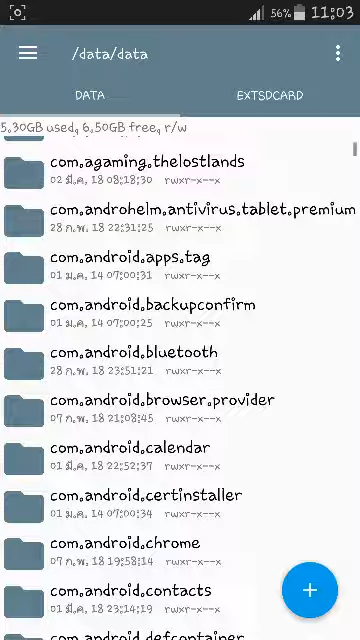 56% 11:03
/data/data
DATA
EXTSDCARD
5.30GB used, 6.50GB free, r/w
com.agaming.thelostlands
02 มี.ค. 18 08:18:30 rwxr-x--x
com.androhelm.antivirus.tablet.premium
28 ก.พ. 18 22:31:25 rwxr-x--x
com.android.apps.tag
01 ม.ค. 14 07:00:31 rwxr-x--x
com.android.backupconfirm
01 ม.ค. 14 07:00:25 rwxr-x--x
com.android.bluetooth
28 ก.พ. 18 23:51:21 rwxr-x--x
com.android.browser.provider
07 ก.พ. 18 21:08:45 rwxr-x--x
com.android.calendar
01 มี.ค. 18 22:52:37 rwxr-x--x
com.android.certinstaller
01 ม.ค. 14 07:00:34 rwxr-x--x
com.android.chrome
07 ก.พ. 18 19:58:14 rwxr-x--x
com.android.contacts
01 มี.ค. 18 23:14:19 rwxr-x--x
com.android.defcontainer